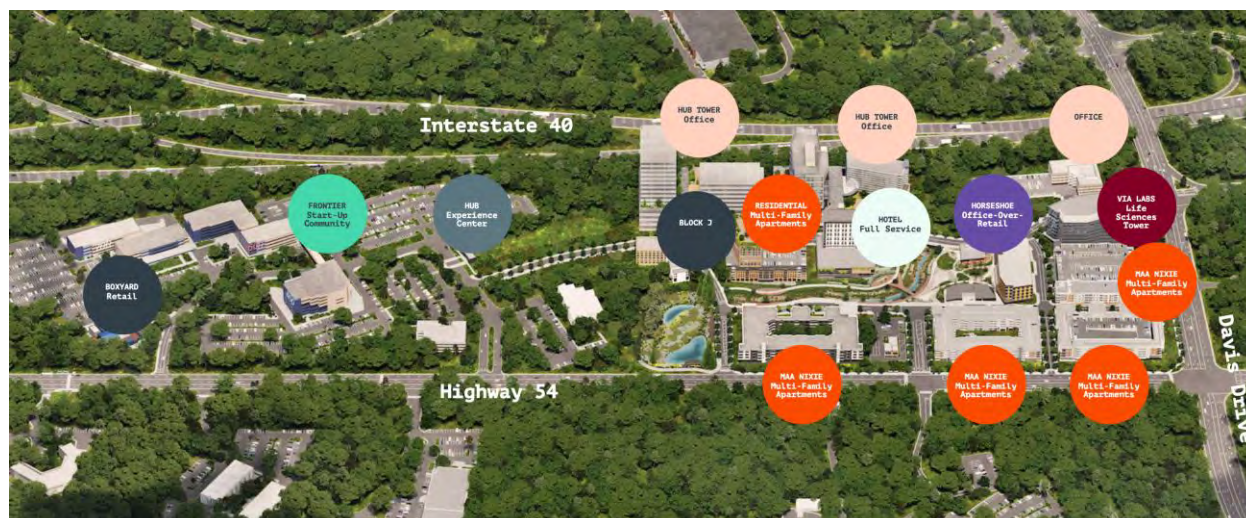 Interstate 40
HUB TOWER
Office
HUB TOWER
Office
OFFICE
FRONTIER
Start-Up
Community
HUB
Experience
Center
BLOCK J
RESIDENTIAL
Multi-Family
Apartments
HOTEL
Full Service
HORSESHOE
Office-Over-
Retail
VIA LABS
Life
Sciences
Tower
BOXYARD
Retail
MAA NIXIE
Multi-Family
Apartments
Highway 54
MAA NIXIE
Multi-Family
Apartments
MAA NIXIE
Multi-Family
Apartments
MAA NIXIE
Multi-Family
Apartments
Davis Drive